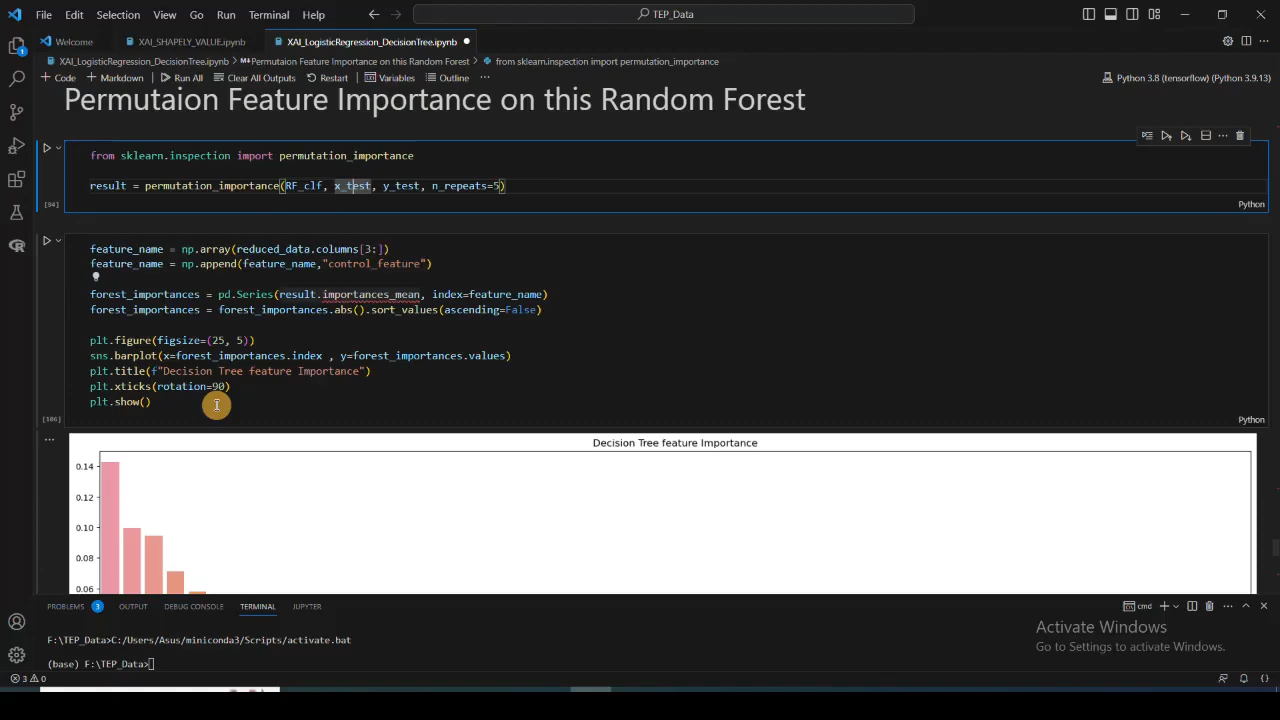 File Edit Selection View Go Run Terminal Help
TEP_Data
Welcome XAI_SHAPELY_VALUE.ipynb XAI_LogisticRegression_DecisionTree.ipynb
XAI_LogisticRegression_DecisionTree.ipynb > Permutaion Feature Importance on this Random Forest > from sklearn.inspection import permutation_importance
+ Code + Markdown Run All Clear All Outputs Restart Variables Outline ... Python 3.8 (tensorflow) (Python 3.9.13)
Permutaion Feature Importance on this Random Forest
from sklearn.inspection import permutation_importance
result = permutation_importance(RF_clf, x_test, y_test, n_repeats=5)
[94] Python
feature_name = np.array(reduced_data.columns[3:])
feature_name = np.append(feature_name,"control_feature")
forest_importances = pd.Series(result.importances_mean, index=feature_name)
forest_importances = forest_importances.abs().sort_values(ascending=False)
plt.figure(figsize=(25, 5))
sns.barplot(x=forest_importances.index , y=forest_importances.values)
plt.title(f"Decision Tree feature Importance")
plt.xticks(rotation=90)
plt.show()
[106] Python
...
Decision Tree feature Importance
0.14
0.12
0.10
0.08
0.06
PROBLEMS 3 OUTPUT DEBUG CONSOLE TERMINAL JUPYTER cmd
F:\TEP_Data>C:/Users/Asus/miniconda3/Scripts/activate.bat
(base) F:\TEP_Data>
Activate Windows
Go to Settings to activate Windows.
3 0
1